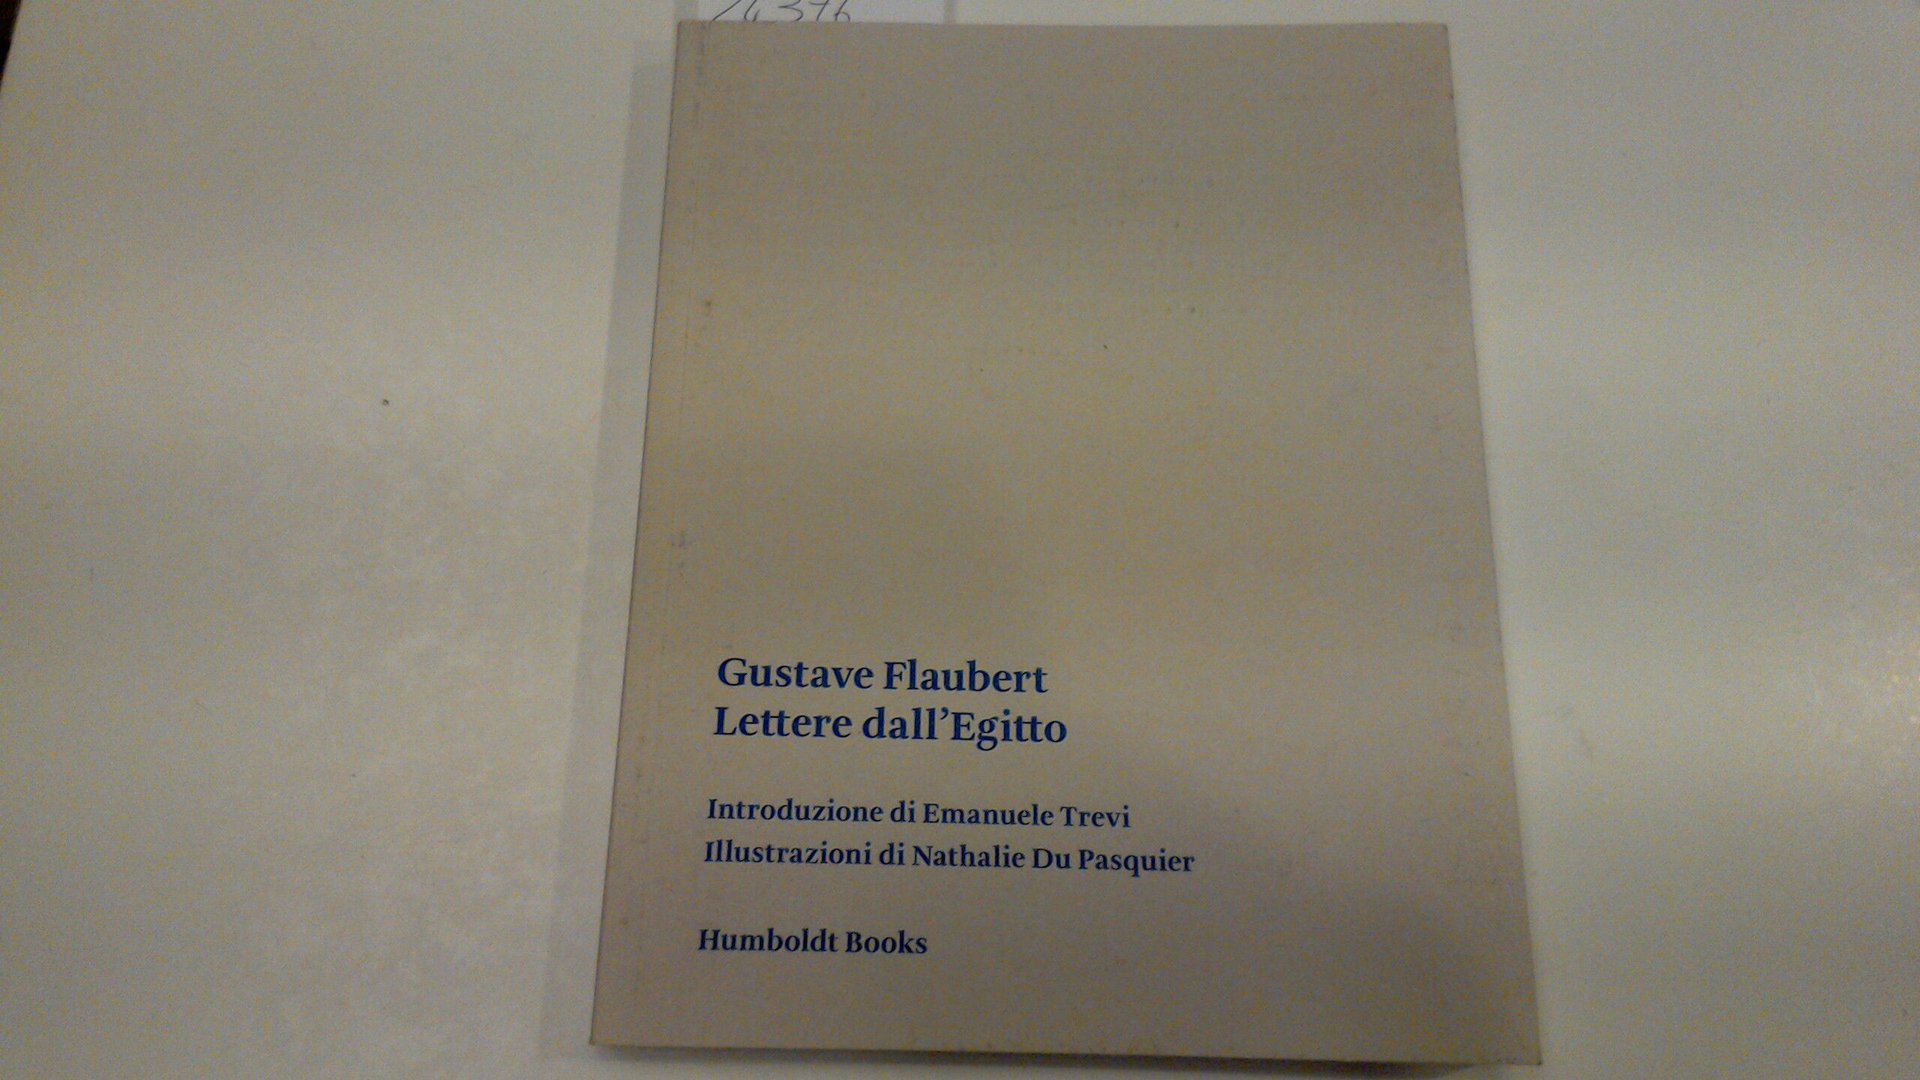 Gustave Flaubert
Lettere dall’Egitto
Introduzione di Emanuele Trevi
Illustrazioni di Nathalie Du Pasquier
Humboldt Books